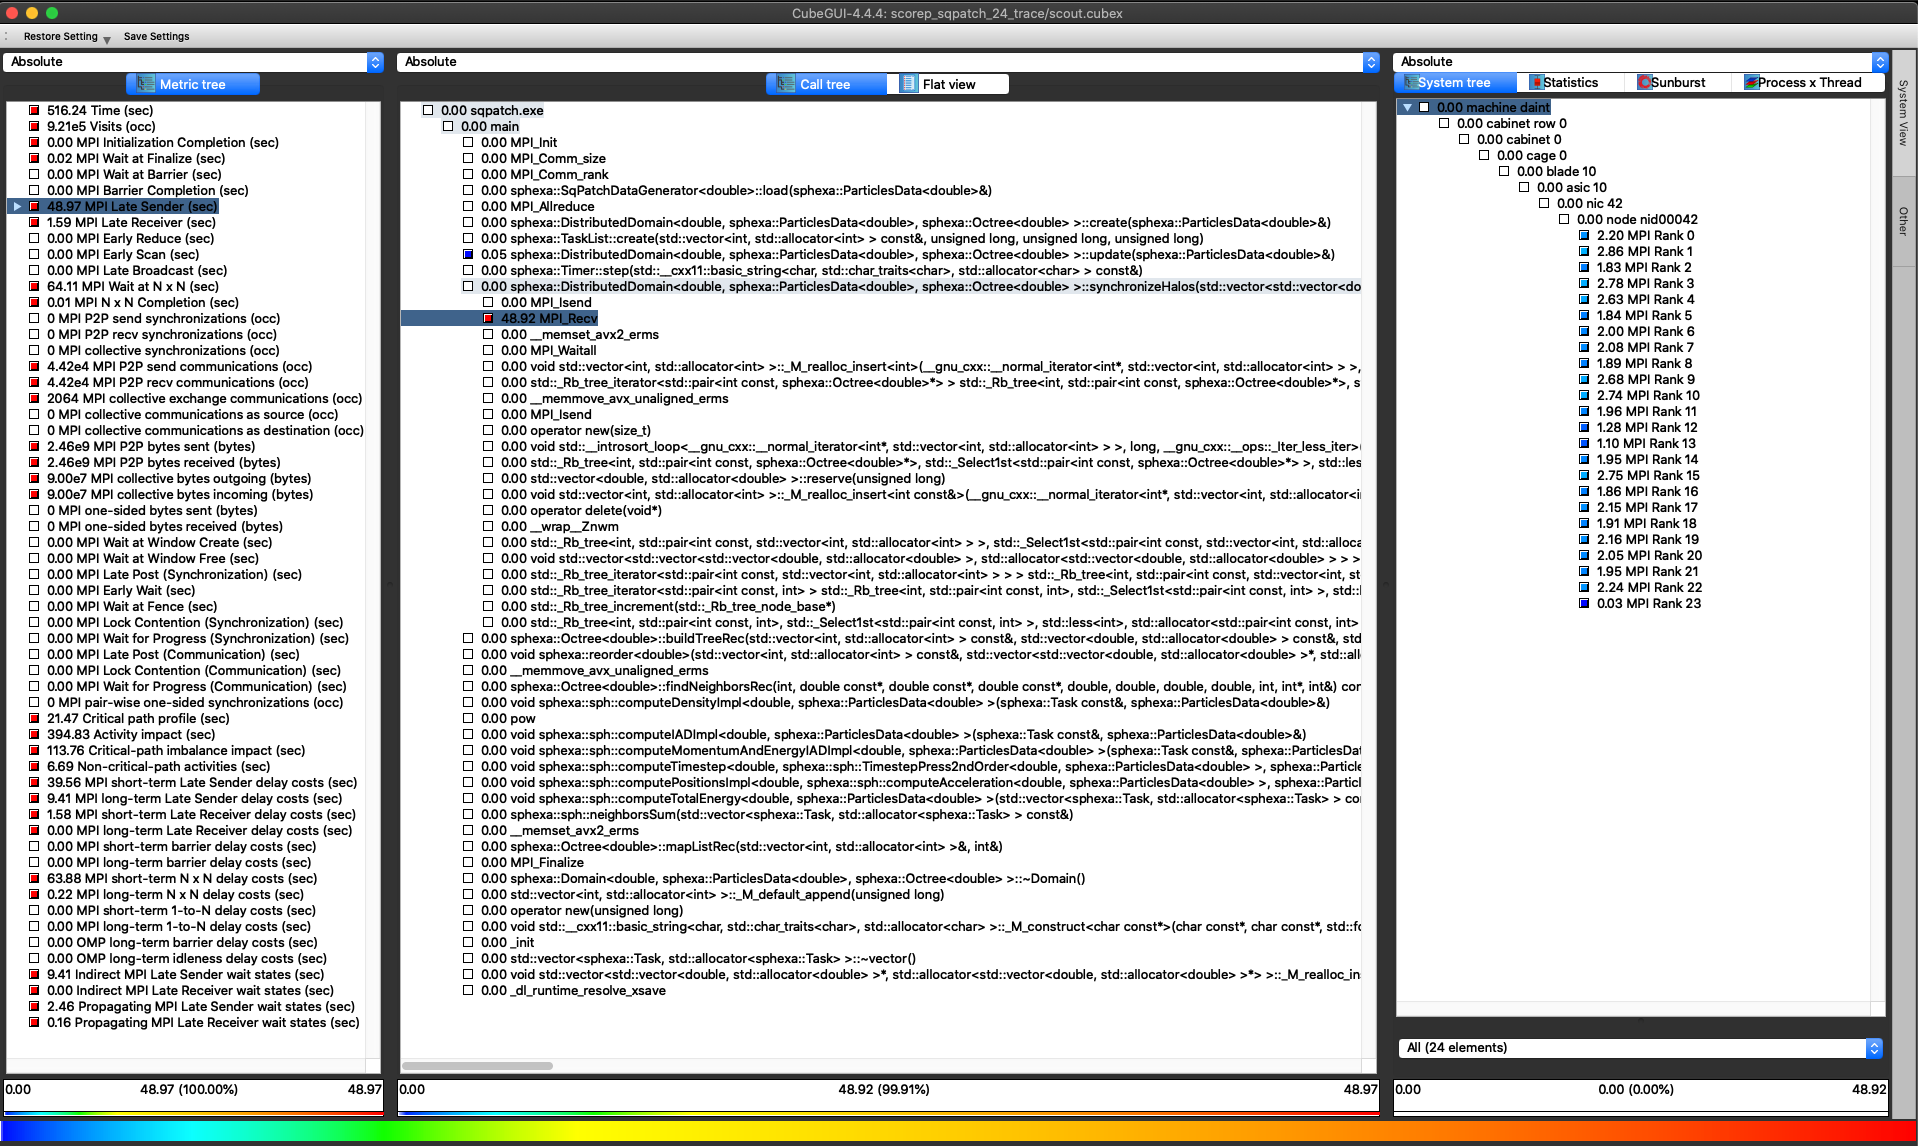 CubeGUI-4.4.4: scorep_sqpatch_24_trace/scout.cubex
Restore Setting
Save Settings
Absolute
Metric tree
516.24 Time (sec)
9.21e5 Visits (occ)
0.00 MPI Initialization Completion (sec)
0.02 MPI Wait at Finalize (sec)
0.00 MPI Wait at Barrier (sec)
0.00 MPI Barrier Completion (sec)
48.97 MPI Late Sender (sec)
1.59 MPI Late Receiver (sec)
0.00 MPI Early Reduce (sec)
0.00 MPI Early Scan (sec)
0.00 MPI Late Broadcast (sec)
64.11 MPI Wait at N x N (sec)
0.01 MPI N x N Completion (sec)
0 MPI P2P send synchronizations (occ)
0 MPI P2P recv synchronizations (occ)
0 MPI collective synchronizations (occ)
4.42e4 MPI P2P send communications (occ)
4.42e4 MPI P2P recv communications (occ)
2064 MPI collective exchange communications (occ)
0 MPI collective communications as source (occ)
0 MPI collective communications as destination (occ)
2.46e9 MPI P2P bytes sent (bytes)
2.46e9 MPI P2P bytes received (bytes)
9.00e7 MPI collective bytes outgoing (bytes)
9.00e7 MPI collective bytes incoming (bytes)
0 MPI one-sided bytes sent (bytes)
0 MPI one-sided bytes received (bytes)
0.00 MPI Wait at Window Create (sec)
0.00 MPI Wait at Window Free (sec)
0.00 MPI Late Post (Synchronization) (sec)
0.00 MPI Early Wait (sec)
0.00 MPI Wait at Fence (sec)
0.00 MPI Lock Contention (Synchronization) (sec)
0.00 MPI Wait for Progress (Synchronization) (sec)
0.00 MPI Late Post (Communication) (sec)
0.00 MPI Lock Contention (Communication) (sec)
0.00 MPI Wait for Progress (Communication) (sec)
0 MPI pair-wise one-sided synchronizations (occ)
21.47 Critical path profile (sec)
394.83 Activity impact (sec)
113.76 Critical-path imbalance impact (sec)
6.69 Non-critical-path activities (sec)
39.56 MPI short-term Late Sender delay costs (sec)
9.41 MPI long-term Late Sender delay costs (sec)
1.58 MPI short-term Late Receiver delay costs (sec)
0.00 MPI long-term Late Receiver delay costs (sec)
0.00 MPI short-term barrier delay costs (sec)
0.00 MPI long-term barrier delay costs (sec)
63.88 MPI short-term N x N delay costs (sec)
0.22 MPI long-term N x N delay costs (sec)
0.00 MPI short-term 1-to-N delay costs (sec)
0.00 MPI long-term 1-to-N delay costs (sec)
0.00 OMP long-term barrier delay costs (sec)
0.00 OMP long-term idleness delay costs (sec)
9.41 Indirect MPI Late Sender wait states (sec)
0.00 Indirect MPI Late Receiver wait states (sec)
2.46 Propagating MPI Late Sender wait states (sec)
0.16 Propagating MPI Late Receiver wait states (sec)
0.00 48.97 (100.00%) 48.97
Absolute
Call tree
Flat view
0.00 sqpatch.exe
0.00 main
0.00 MPI_Init
0.00 MPI_Comm_size
0.00 MPI_Comm_rank
0.00 sphexa::SqPatchDataGenerator<double>::load(sphexa::ParticlesData<double>&)
0.00 MPI_Allreduce
0.00 sphexa::DistributedDomain<double, sphexa::ParticlesData<double>, sphexa::Octree<double> >::create(sphexa::ParticlesData<double>&)
0.00 sphexa::TaskList::create(std::vector<int, std::allocator<int> > const&, unsigned long, unsigned long, unsigned long)
0.05 sphexa::DistributedDomain<double, sphexa::ParticlesData<double>, sphexa::Octree<double> >::update(sphexa::ParticlesData<double>&)
0.00 sphexa::Timer::step(std::__cxx11::basic_string<char, std::char_traits<char>, std::allocator<char> > const&)
0.00 sphexa::DistributedDomain<double, sphexa::ParticlesData<double>, sphexa::Octree<double> >::synchronizeHalos(std::vector<std::vector<do
0.00 MPI_Isend
48.92 MPI_Recv
0.00 __memset_avx2_erms
0.00 MPI_Waitall
0.00 void std::vector<int, std::allocator<int> >::_M_realloc_insert<int>(__gnu_cxx::__normal_iterator<int*, std::vector<int, std::allocator<int> > >,
0.00 std::_Rb_tree_iterator<std::pair<int const, sphexa::Octree<double>*> > std::_Rb_tree<int, std::pair<int const, sphexa::Octree<double>*>, s
0.00 __memmove_avx_unaligned_erms
0.00 MPI_Isend
0.00 operator new(size_t)
0.00 void std::__introsort_loop<__gnu_cxx::__normal_iterator<int*, std::vector<int, std::allocator<int> > >, long, __gnu_cxx::__ops::_Iter_less_iter>(
0.00 std::_Rb_tree<int, std::pair<int const, sphexa::Octree<double>*>, std::_Select1st<std::pair<int const, sphexa::Octree<double>*> >, std::les
0.00 std::vector<double, std::allocator<double> >::reserve(unsigned long)
0.00 void std::vector<int, std::allocator<int> >::_M_realloc_insert<int const&>(__gnu_cxx::__normal_iterator<int*, std::vector<int, std::allocator<i
0.00 operator delete(void*)
0.00 __wrap__Znwm
0.00 std::_Rb_tree<int, std::pair<int const, std::vector<int, std::allocator<int> > >, std::_Select1st<std::pair<int const, std::vector<int, std::alloca
0.00 void std::vector<std::vector<std::vector<double, std::allocator<double> >, std::allocator<std::vector<double, std::allocator<double> > > >
0.00 std::_Rb_tree_iterator<std::pair<int const, std::vector<int, std::allocator<int> > > > std::_Rb_tree<int, std::pair<int const, std::vector<int, st
0.00 std::_Rb_tree_iterator<std::pair<int const, int> > std::_Rb_tree<int, std::pair<int const, int>, std::_Select1st<std::pair<int const, int> >, std::l
0.00 std::_Rb_tree_increment(std::_Rb_tree_node_base*)
0.00 std::_Rb_tree<int, std::pair<int const, int>, std::_Select1st<std::pair<int const, int> >, std::less<int>, std::allocator<std::pair<int const, int>
0.00 sphexa::Octree<double>::buildTreeRec(std::vector<int, std::allocator<int> > const&, std::vector<double, std::allocator<double> > const&, std
0.00 void sphexa::reorder<double>(std::vector<int, std::allocator<int> > const&, std::vector<std::vector<double, std::allocator<double> >*, std::all
0.00 __memmove_avx_unaligned_erms
0.00 sphexa::Octree<double>::findNeighborsRec(int, double const*, double const*, double const*, double, double, double, double, int, int*, int&) con
0.00 void sphexa::sph::computeDensityImpl<double, sphexa::ParticlesData<double> >(sphexa::Task const&, sphexa::ParticlesData<double>&)
0.00 pow
0.00 void sphexa::sph::computeIADImpl<double, sphexa::ParticlesData<double> >(sphexa::Task const&, sphexa::ParticlesData<double>&)
0.00 void sphexa::sph::computeMomentumAndEnergyIADImpl<double, sphexa::ParticlesData<double> >(sphexa::Task const&, sphexa::ParticlesDat
0.00 void sphexa::sph::computeTimestep<double, sphexa::sph::TimestepPress2ndOrder<double, sphexa::ParticlesData<double> >, sphexa::Partic
0.00 void sphexa::sph::computePositionsImpl<double, sphexa::sph::computeAcceleration<double, sphexa::ParticlesData<double> >, sphexa::Particl
0.00 void sphexa::sph::computeTotalEnergy<double, sphexa::ParticlesData<double> >(std::vector<sphexa::Task, std::allocator<sphexa::Task> > co
0.00 sphexa::sph::neighborsSum(std::vector<sphexa::Task, std::allocator<sphexa::Task> > const&)
0.00 __memset_avx2_erms
0.00 sphexa::Octree<double>::mapListRec(std::vector<int, std::allocator<int> >&, int&)
0.00 MPI_Finalize
0.00 sphexa::Domain<double, sphexa::ParticlesData<double>, sphexa::Octree<double> >::~Domain()
0.00 std::vector<int, std::allocator<int> >::_M_default_append(unsigned long)
0.00 operator new(unsigned long)
0.00 void std::__cxx11::basic_string<char, std::char_traits<char>, std::allocator<char> >::_M_construct<char const*>(char const*, char const*, std::fo
0.00 _init
0.00 std::vector<sphexa::Task, std::allocator<sphexa::Task> >::~vector()
0.00 void std::vector<std::vector<double, std::allocator<double> >*, std::allocator<std::vector<double, std::allocator<double> >*> >::_M_realloc_in
0.00 _dl_runtime_resolve_xsave
0.00 48.92 (99.91%) 48.97
Absolute
System tree
Statistics
Sunburst
Process x Thread
0.00 machine daint
0.00 cabinet row 0
0.00 cabinet 0
0.00 cage 0
0.00 blade 10
0.00 asic 10
0.00 nic 42
0.00 node nid00042
2.20 MPI Rank 0
2.86 MPI Rank 1
1.83 MPI Rank 2
2.78 MPI Rank 3
2.63 MPI Rank 4
1.84 MPI Rank 5
2.00 MPI Rank 6
2.08 MPI Rank 7
1.89 MPI Rank 8
2.68 MPI Rank 9
2.74 MPI Rank 10
1.96 MPI Rank 11
1.28 MPI Rank 12
1.10 MPI Rank 13
1.95 MPI Rank 14
2.75 MPI Rank 15
1.86 MPI Rank 16
2.15 MPI Rank 17
1.91 MPI Rank 18
2.16 MPI Rank 19
2.05 MPI Rank 20
1.95 MPI Rank 21
2.24 MPI Rank 22
0.03 MPI Rank 23
All (24 elements)
0.00 0.00 (0.00%) 48.92
System View
Other